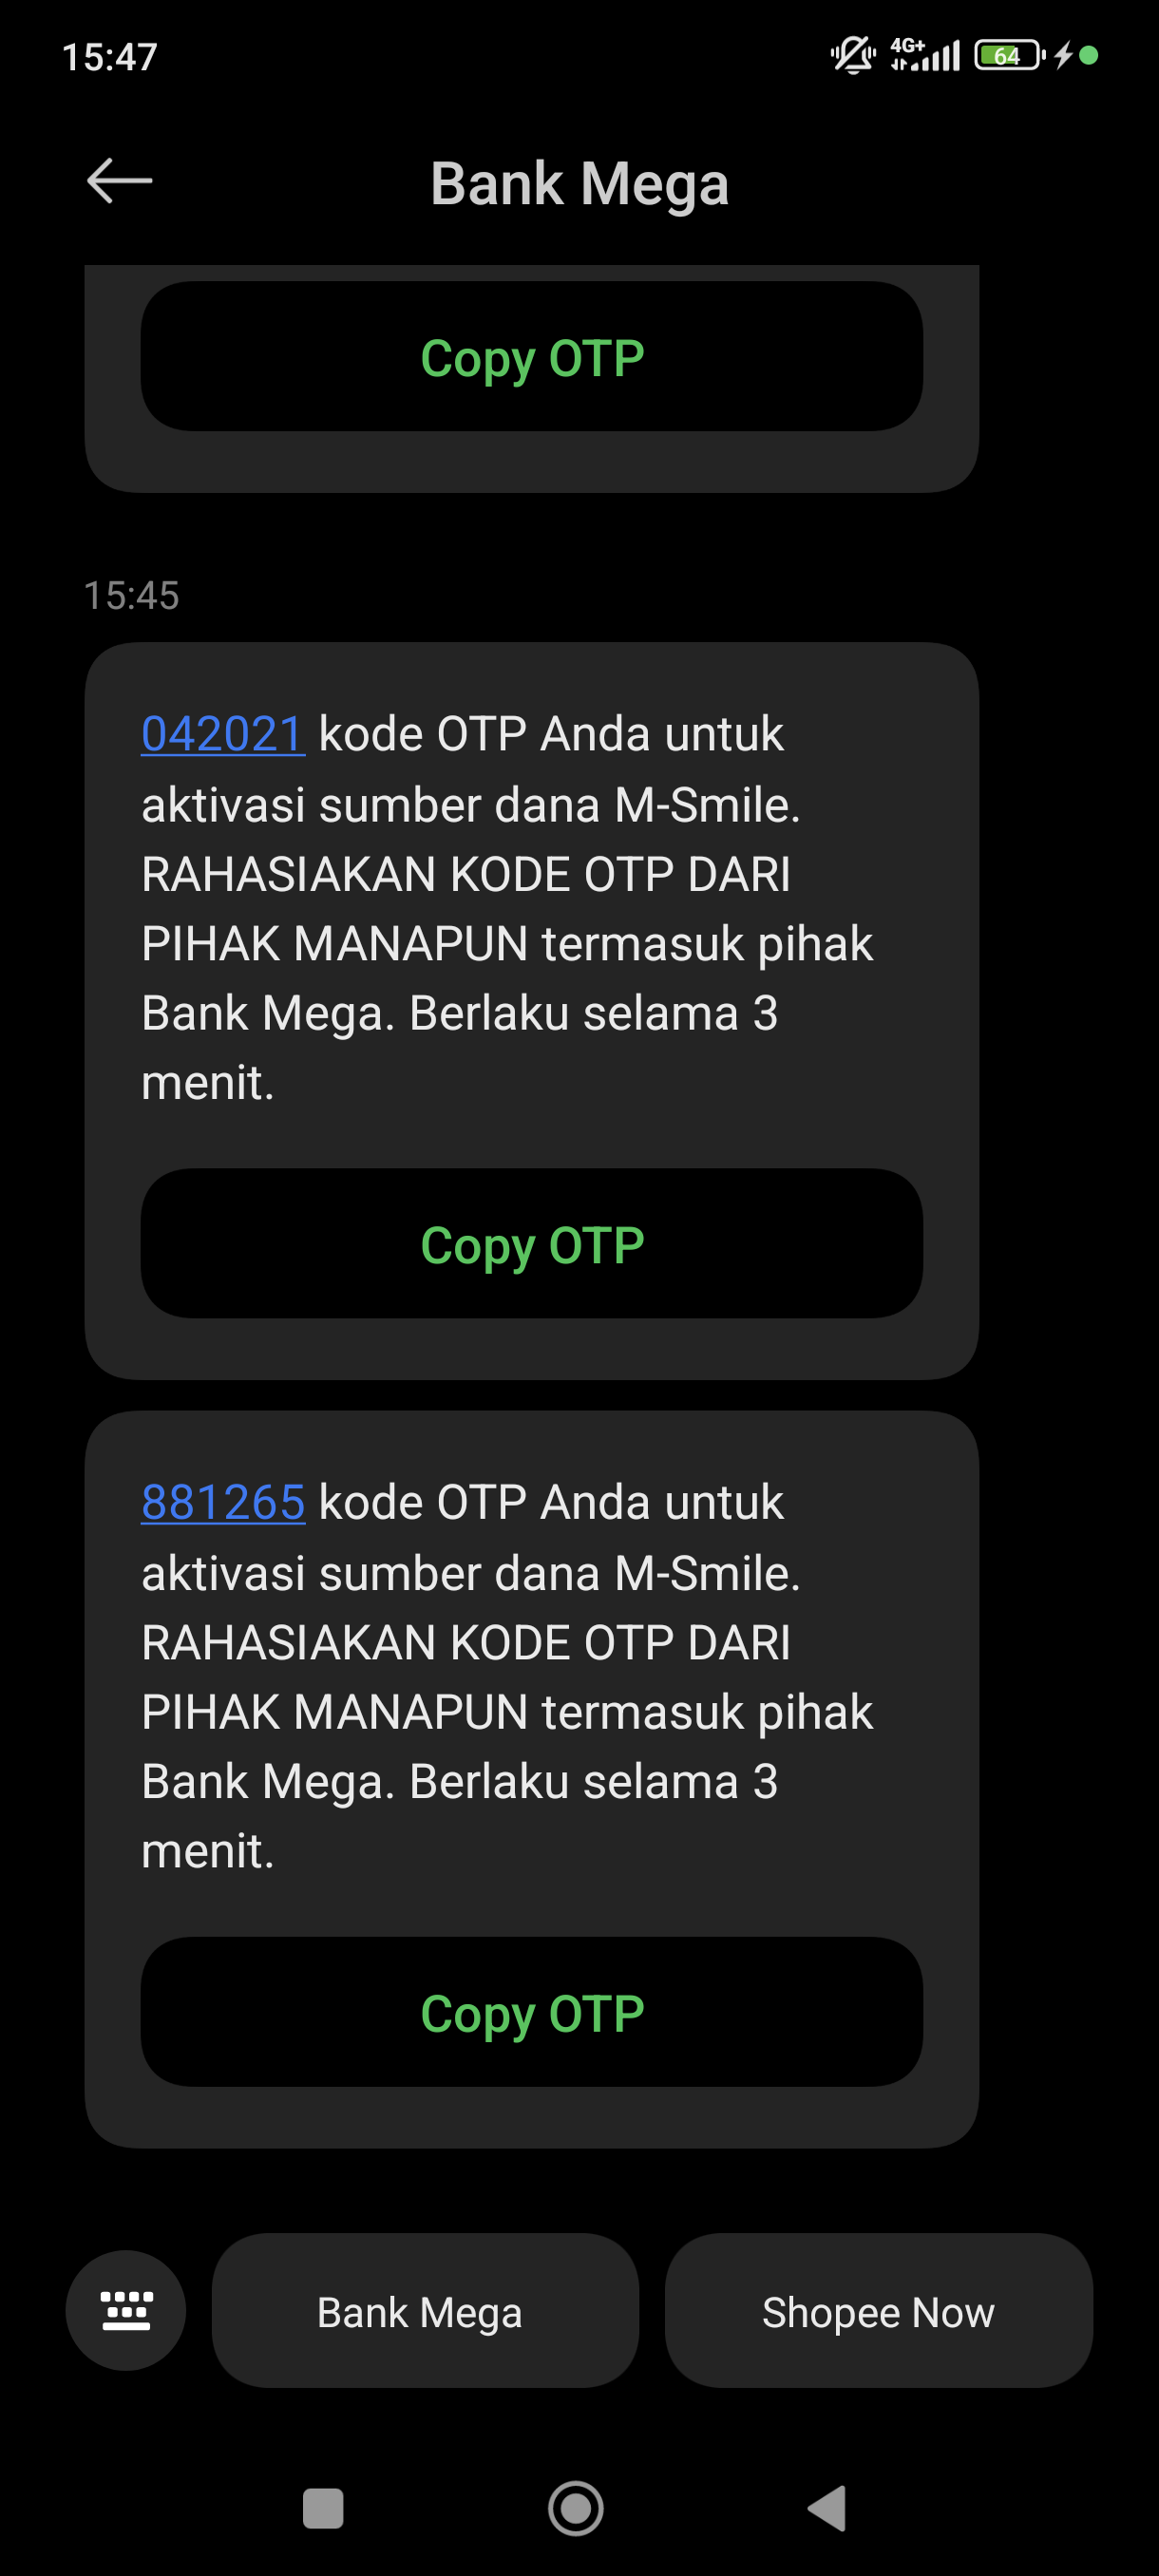 15:47
4G+
64
Bank Mega
Copy OTP
15:45
042021 kode OTP Anda untuk
aktivasi sumber dana M-Smile.
RAHASIAKAN KODE OTP DARI
PIHAK MANAPUN termasuk pihak
Bank Mega. Berlaku selama 3
menit.
Copy OTP
881265 kode OTP Anda untuk
aktivasi sumber dana M-Smile.
RAHASIAKAN KODE OTP DARI
PIHAK MANAPUN termasuk pihak
Bank Mega. Berlaku selama 3
menit.
Copy OTP
Bank Mega
Shopee Now